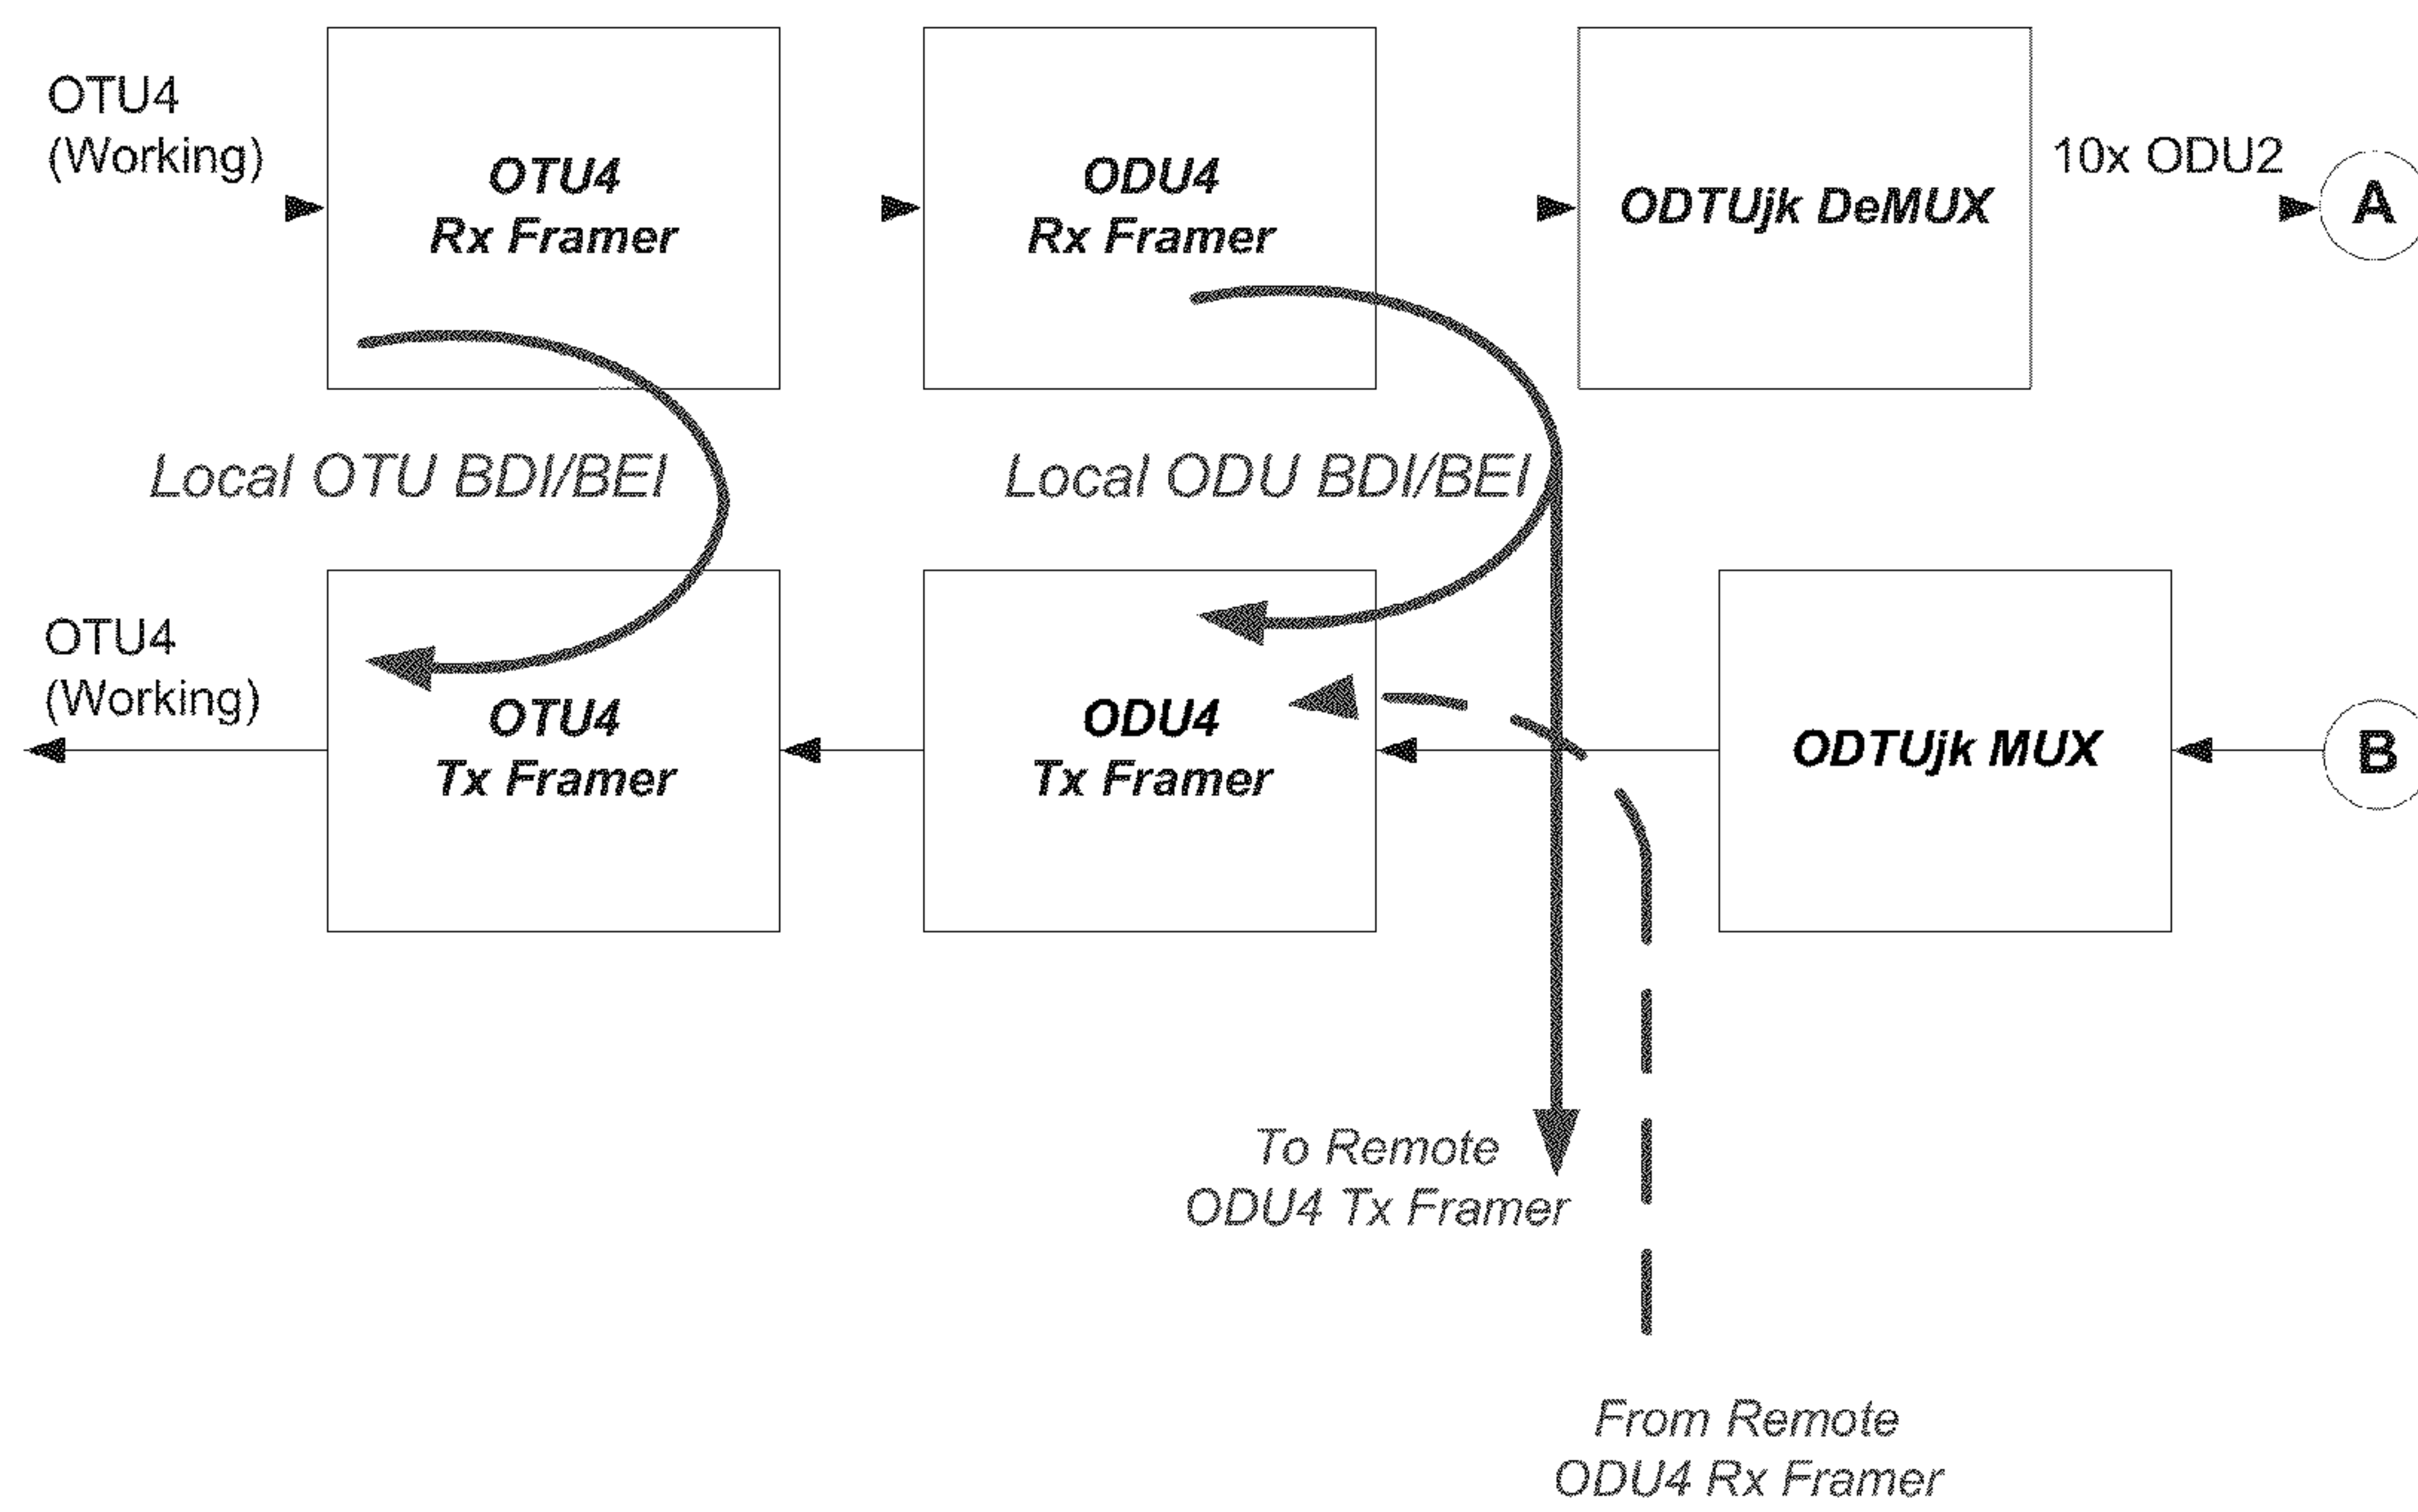 OTU4
(Working)
OTU4
Rx Framer
ODU4
Rx Framer
ODTUjk DeMUX
10x ODU2
A
Local OTU BDI/BEI
Local ODU BDI/BEI
OTU4
(Working)
OTU4
Tx Framer
ODU4
Tx Framer
ODTUjk MUX
B
To Remote
ODU4 Tx Framer
From Remote
ODU4 Rx Framer